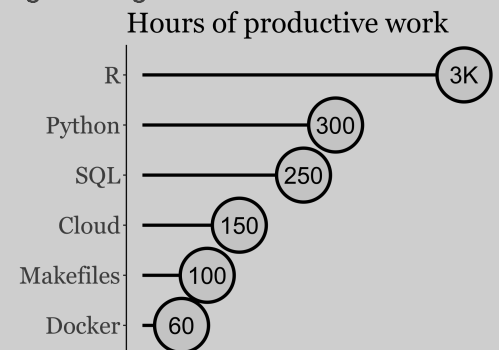 Hours of productive work
R 3K
Python 300
SQL 250
Cloud 150
Makefiles 100
Docker 60